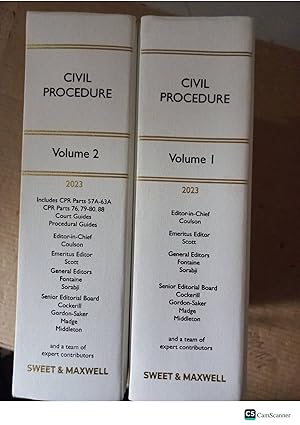 CIVIL
PROCEDURE
Volume 2
2023
Includes CPR Parts 57A-63A
CPR Parts 76, 79-80, 88
Court Guides
Procedural Guides
Editor-in-Chief
Coulson
Emeritus Editor
Scott
General Editors
Fontaine
Sorabji
Senior Editorial Board
Cockerill
Gordon-Saker
Madge
Middleton
and a team of
expert contributors
SWEET & MAXWELL
CIVIL
PROCEDURE
Volume 1
2023
Editor-in-Chief
Coulson
Emeritus Editor
Scott
General Editors
Fontaine
Sorabji
Senior Editorial Board
Cockerill
Gordon-Saker
Madge
Middleton
and a team of
expert contributors
SWEET & MAXWELL
CS CamScanner